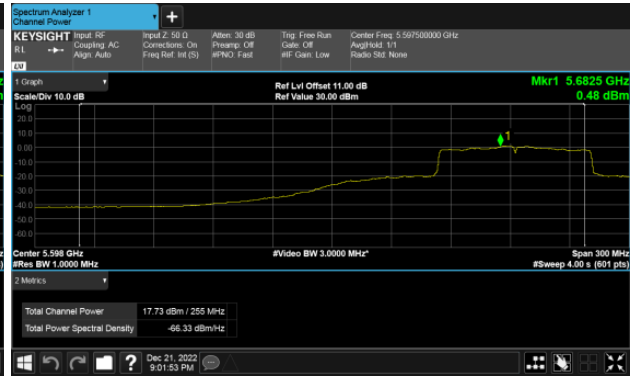 Spectrum Analyzer 1
Channel Power
+
KEYSIGHT Input: RF Input Z: 50 Ω Atten: 30 dB Trig: Free Run Center Freq: 5.597500000 GHz
RL Coupling: AC Corrections: On Preamp: Off Gate: Off Avg|Hold: 1/1
Align: Auto Freq Ref: Int (S) #PNO: Fast #IF Gain: Low Radio Std: None
LXI
1 Graph Ref Lvl Offset 11.00 dB Mkr1 5.6825 GHz
Scale/Div 10.0 dB Ref Value 30.00 dBm 0.48 dBm
Log
20.0
10.0
0.00
-10.0
-20.0
-30.0
-40.0
-50.0
-60.0
1
Center 5.598 GHz #Video BW 3.0000 MHz* Span 300 MHz
#Res BW 1.0000 MHz #Sweep 4.00 s (601 pts)
2 Metrics
Total Channel Power 17.73 dBm / 255 MHz
Total Power Spectral Density -66.33 dBm/Hz
? Dec 21, 2022
9:01:53 PM